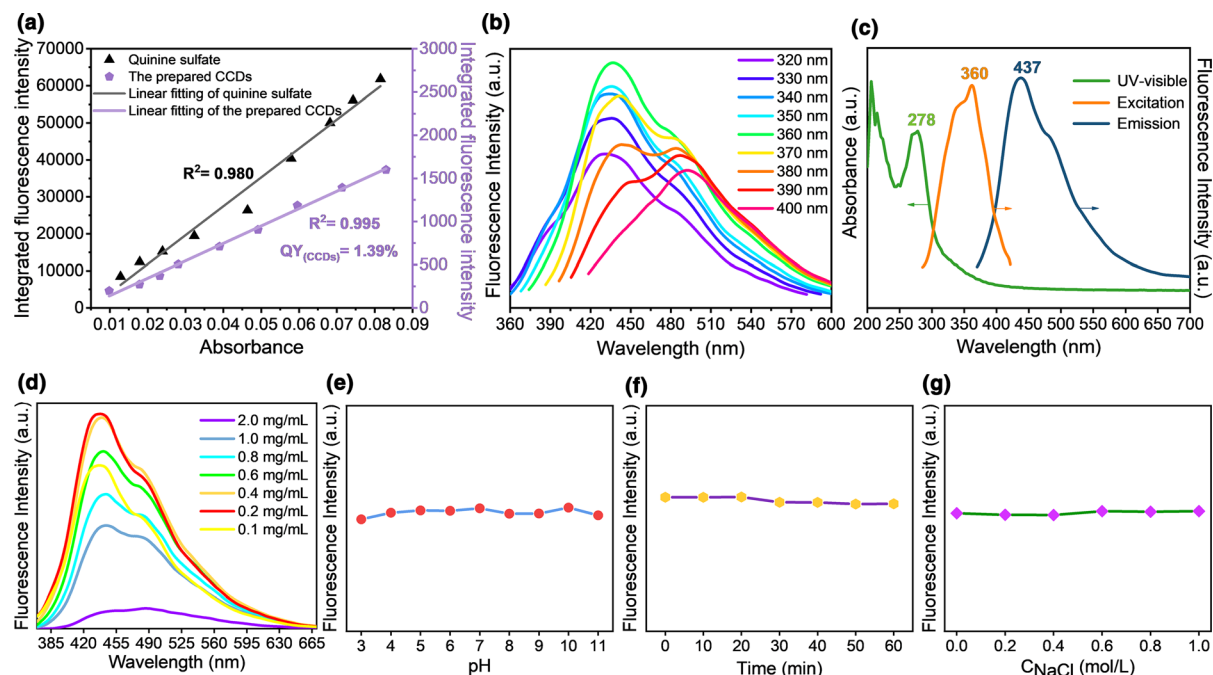 (a)
Integrated fluorescence intensity
70000
60000
50000
40000
30000
20000
10000
0
Quinine sulfate
The prepared CCDs
Linear fitting of quinine sulfate
Linear fitting of the prepared CCDs
R²= 0.980
R²= 0.995
QY(CCDs)= 1.39%
3000
2500
2000
1500
1000
500
0
Integrated fluorescence intensity
0.01 0.02 0.03 0.04 0.05 0.06 0.07 0.08 0.09
Absorbance
(b)
Fluorescence Intensity (a.u.)
320 nm
330 nm
340 nm
350 nm
360 nm
370 nm
380 nm
390 nm
400 nm
360 390 420 450 480 510 540 570 600
Wavelength (nm)
(c)
Absorbance (a.u.)
278
360
437
UV-visible
Excitation
Emission
Fluorescence Intensity (a.u.)
200 250 300 350 400 450 500 550 600 650 700
Wavelength (nm)
(d)
Fluorescence Intensity (a.u.)
2.0 mg/mL
1.0 mg/mL
0.8 mg/mL
0.6 mg/mL
0.4 mg/mL
0.2 mg/mL
0.1 mg/mL
385 420 455 490 525 560 595 630 665
Wavelength (nm)
(e)
Fluorescence Intensity (a.u.)
3 4 5 6 7 8 9 10 11
pH
(f)
Fluorescence Intensity (a.u.)
0 10 20 30 40 50 60
Time (min)
(g)
Fluorescence Intensity (a.u.)
0.0 0.2 0.4 0.6 0.8 1.0
CNaCl (mol/L)